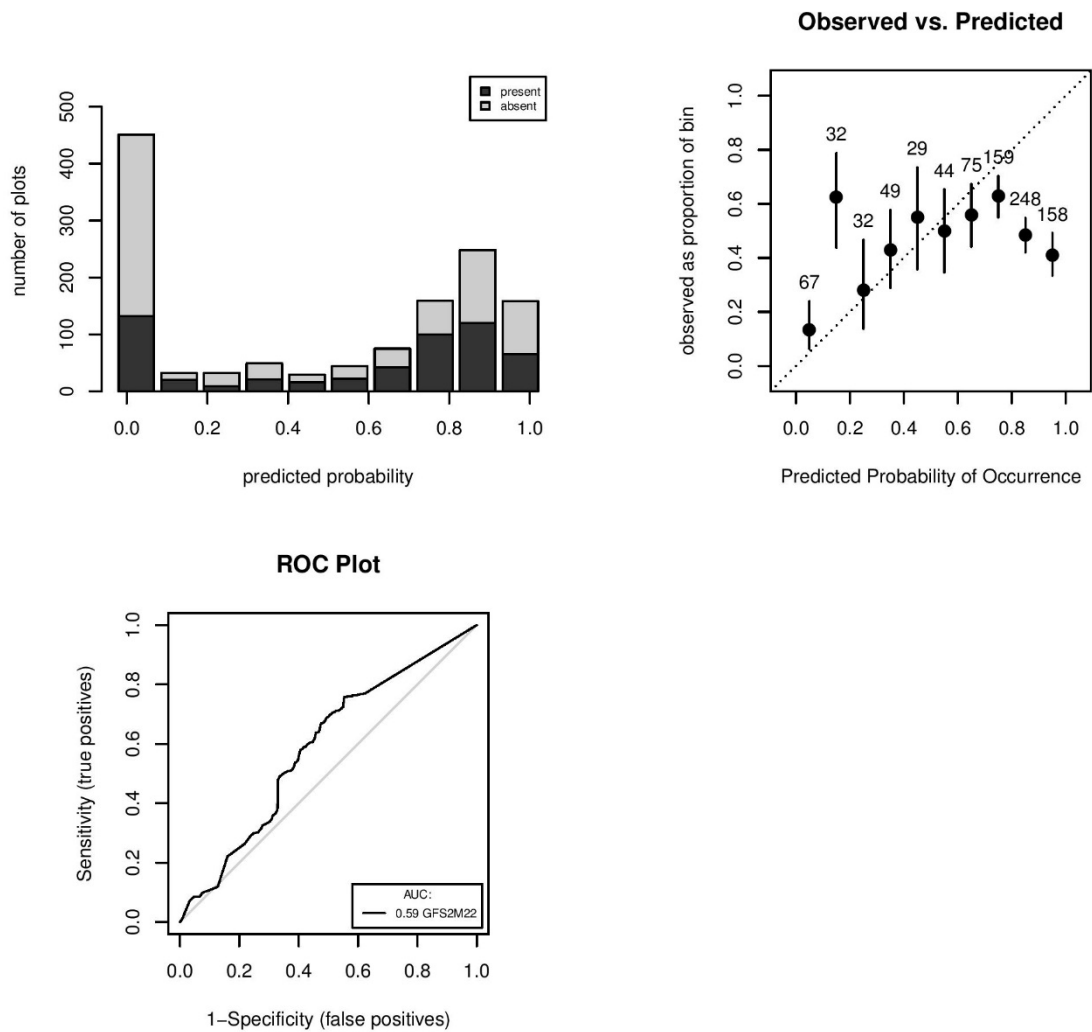 present
absent
number of plots
500
400
300
200
100
0
0.0 0.2 0.4 0.6 0.8 1.0
predicted probability
Observed vs. Predicted
observed as proportion of bin
1.0
0.8
0.6
0.4
0.2
0.0
67
32
32
49
29
44
75
159
248
158
0.0 0.2 0.4 0.6 0.8 1.0
Predicted Probability of Occurrence
ROC Plot
Sensitivity (true positives)
1.0
0.8
0.6
0.4
0.2
0.0
AUC:
0.59 GFS2M22
0.0 0.2 0.4 0.6 0.8 1.0
1−Specificity (false positives)